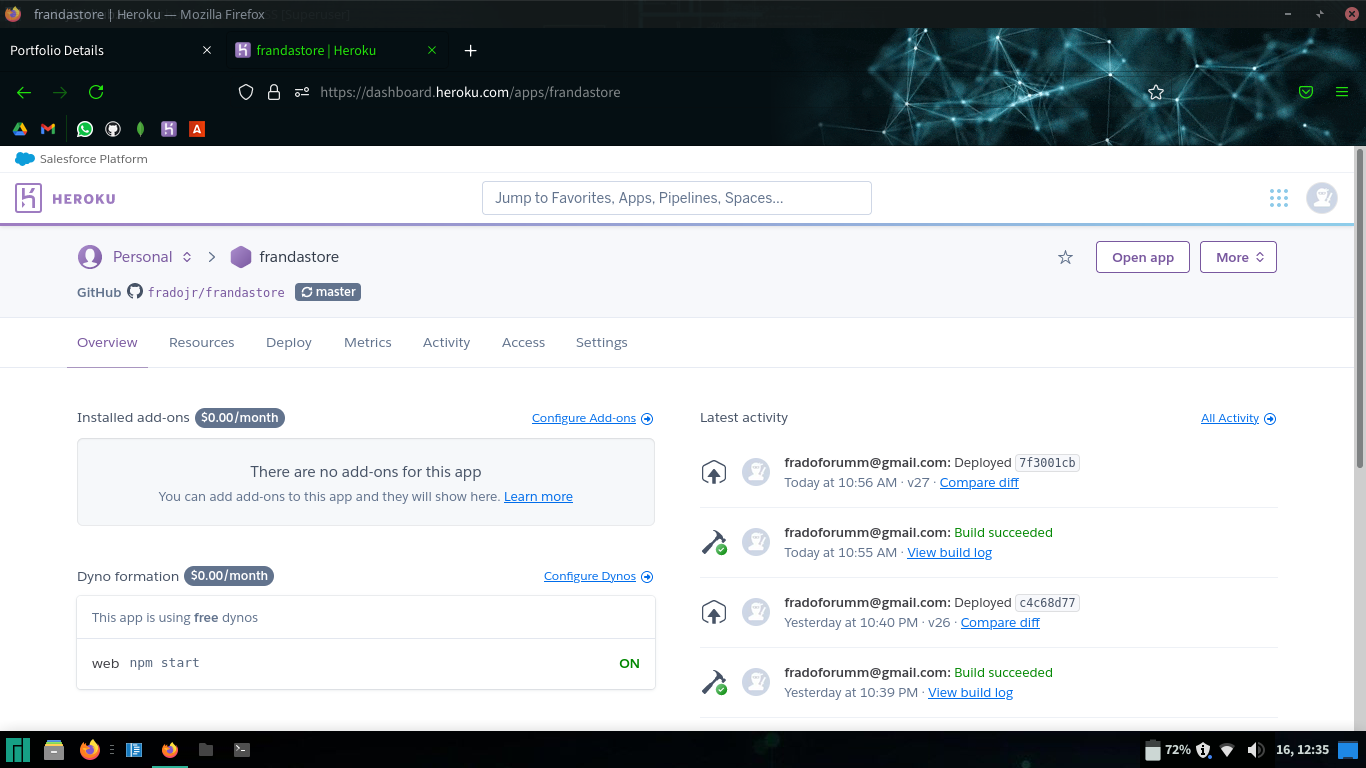 frandastore | Heroku — Mozilla Firefox
Portfolio Details
frandastore | Heroku
https://dashboard.heroku.com/apps/frandastore
A
Salesforce Platform
HEROKU
Jump to Favorites, Apps, Pipelines, Spaces...
Personal
frandastore
Open app
More
GitHub fradojr/frandastore master
Overview
Resources
Deploy
Metrics
Activity
Access
Settings
Installed add-ons $0.00/month
Configure Add-ons
There are no add-ons for this app
You can add add-ons to this app and they will show here. Learn more
Dyno formation $0.00/month
Configure Dynos
This app is using free dynos
web npm start
ON
Latest activity
All Activity
fradoforumm@gmail.com: Deployed 7f3001cb
Today at 10:56 AM · v27 · Compare diff
fradoforumm@gmail.com: Build succeeded
Today at 10:55 AM · View build log
fradoforumm@gmail.com: Deployed c4c68d77
Yesterday at 10:40 PM · v26 · Compare diff
fradoforumm@gmail.com: Build succeeded
Yesterday at 10:39 PM · View build log
72%
16, 12:35